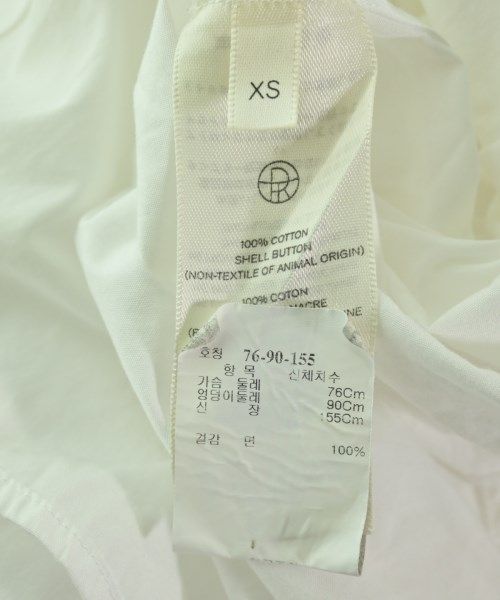 XS
100% COTTON
SHELL BUTTON
(NON-TEXTILE OF ANIMAL ORIGIN)
100% COTON
NACRE
호칭 76-90-155
항 목 신체치수
가슴 둘레 76Cm
엉덩이둘레 90Cm
신 장 155Cm
겉감 면 100%